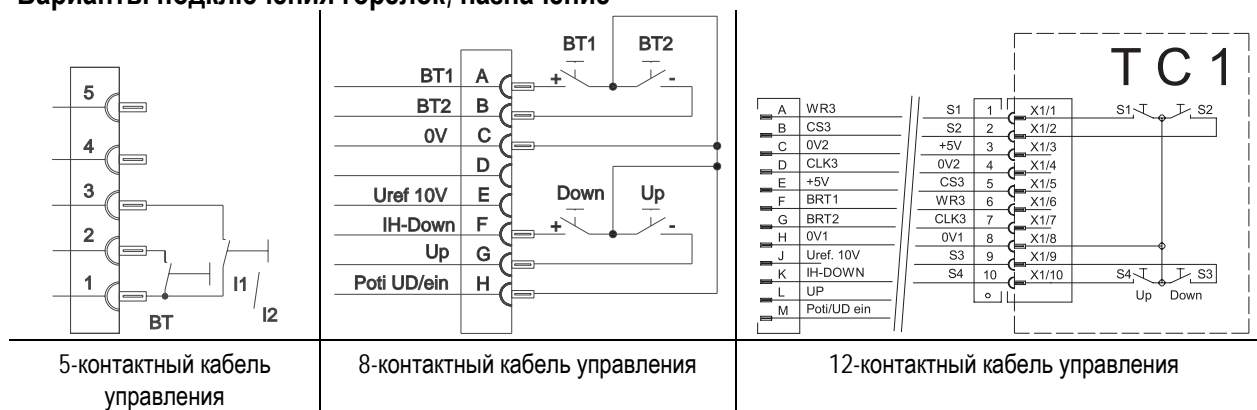 Варианты подключения горелок, назначение
5
4
3
2
1
BT
I1
I2
BT1 BT2
BT1 A + -
BT2 B
0V C
D
Uref 10V E Down Up
IH-Down F + -
Up G
Poti UD/ein H
TC1
A WR3
B CS3
C 0V2
D CLK3
E +5V
F BRT1
G BRT2
H 0V1
J Uref. 10V
K IH-DOWN
L UP
M Poti/UD ein
S1 1 X1/1 S1 S2
S2 2 X1/2
+5V 3 X1/3
0V2 4 X1/4
CS3 5 X1/5
WR3 6 X1/6
CLK3 7 X1/7
0V1 8 X1/8
S3 9 X1/9
S4 10 X1/10 S4 S3
Up Down
5-контактный кабель
управления
8-контактный кабель управления
12-контактный кабель управления